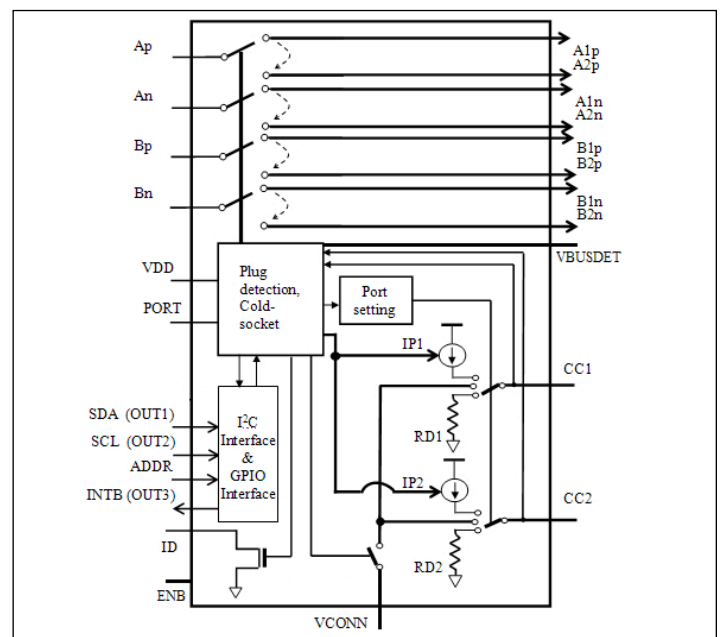 Ap
A1p
A2p
An
A1n
A2n
Bp
B1p
B2p
Bn
B1n
B2n
VBUSDET
VDD
Plug
detection,
Cold-
socket
Port
setting
PORT
IP1
CC1
RD1
SDA (OUT1)
SCL (OUT2)
ADDR
INTB (OUT3)
I²C
Interface
&
GPIO
Interface
IP2
CC2
RD2
ID
ENB
VCONN